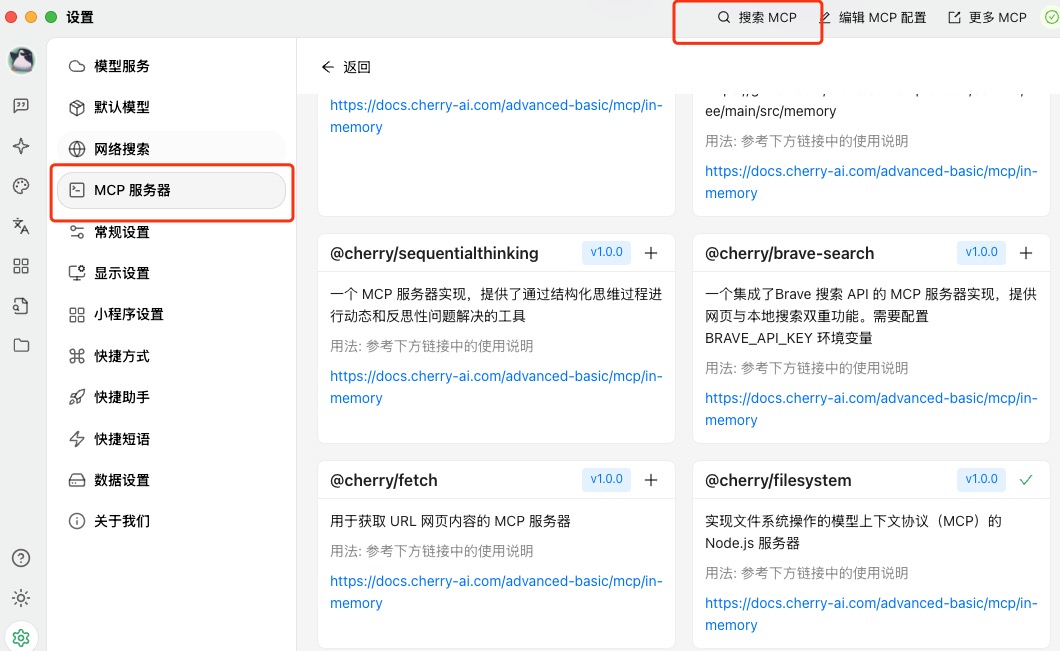 设置
搜索 MCP
编辑 MCP 配置
更多 MCP
模型服务
默认模型
网络搜索
MCP 服务器
常规设置
显示设置
小程序设置
快捷方式
快捷助手
快捷短语
数据设置
关于我们
返回
https://docs.cherry-ai.com/advanced-basic/mcp/in-
memory
ee/main/src/memory
用法: 参考下方链接中的使用说明
https://docs.cherry-ai.com/advanced-basic/mcp/in-
memory
@cherry/sequentialthinking
v1.0.0
一个 MCP 服务器实现，提供了通过结构化思维过程进
行动态和反思性问题解决的工具
用法: 参考下方链接中的使用说明
https://docs.cherry-ai.com/advanced-basic/mcp/in-
memory
@cherry/brave-search
v1.0.0
一个集成了Brave 搜索 API 的 MCP 服务器实现，提供
网页与本地搜索双重功能。需要配置
BRAVE_API_KEY 环境变量
用法: 参考下方链接中的使用说明
https://docs.cherry-ai.com/advanced-basic/mcp/in-
memory
@cherry/fetch
v1.0.0
用于获取 URL 网页内容的 MCP 服务器
用法: 参考下方链接中的使用说明
https://docs.cherry-ai.com/advanced-basic/mcp/in-
memory
@cherry/filesystem
v1.0.0
实现文件系统操作的模型上下文协议（MCP）的
Node.js 服务器
用法: 参考下方链接中的使用说明
https://docs.cherry-ai.com/advanced-basic/mcp/in-
memory